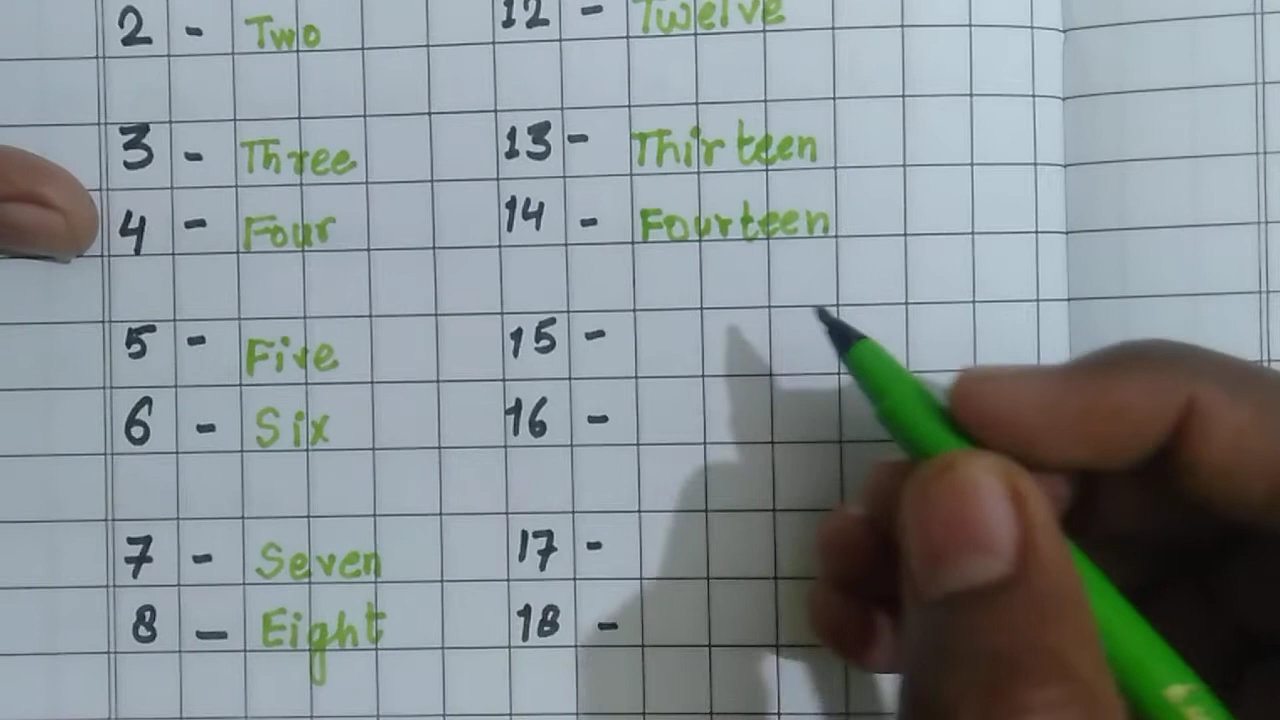 2 - Two 12 - Twelve
3 - Three 13 - Thirteen
4 - Four 14 - Fourteen
5 - Five 15 -
6 - Six 16 -
7 - Seven 17 -
8 - Eight 18 -